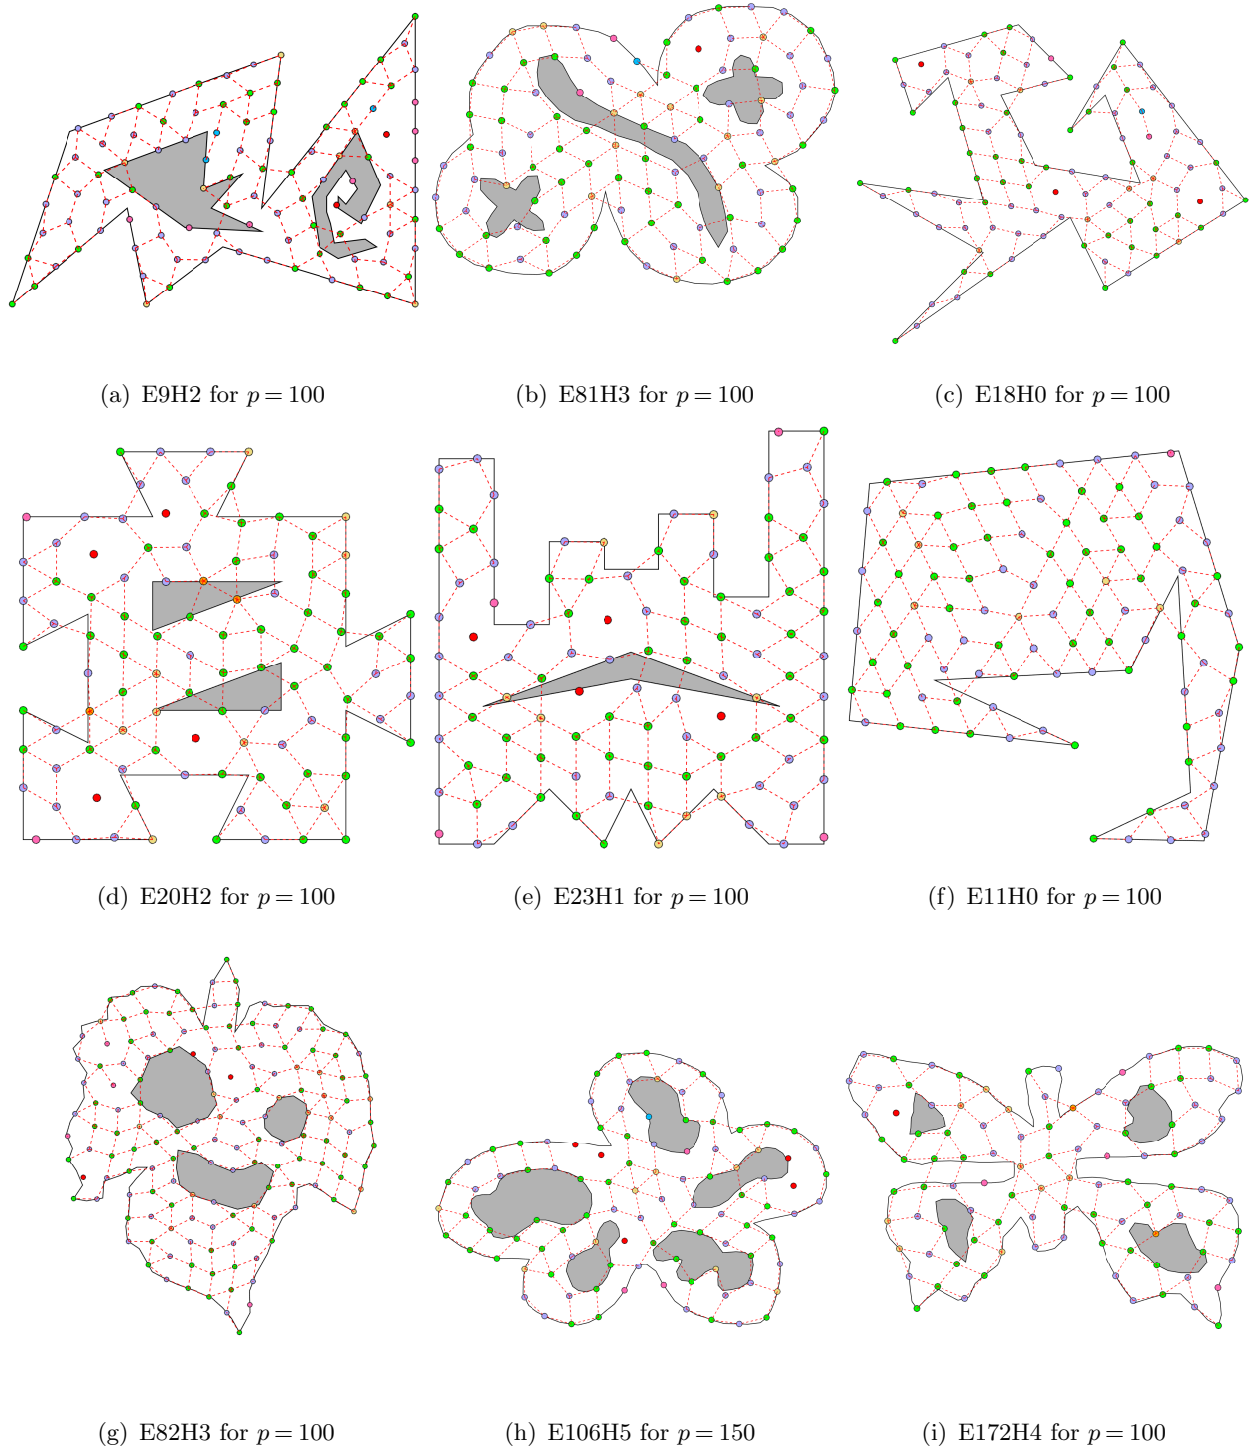 (a) E9H2 for p = 100
(b) E81H3 for p = 100
(c) E18H0 for p = 100
(d) E20H2 for p = 100
(e) E23H1 for p = 100
(f) E11H0 for p = 100
(g) E82H3 for p = 100
(h) E106H5 for p = 150
(i) E172H4 for p = 100